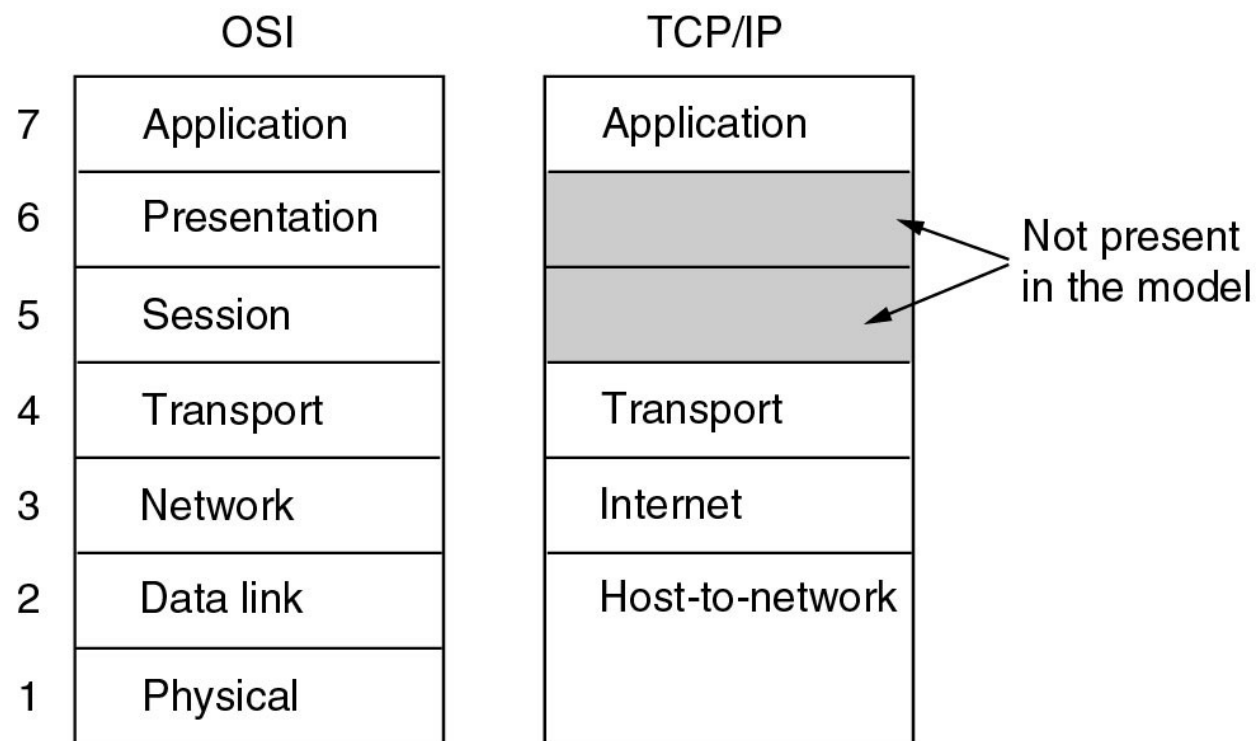 OSI
TCP/IP
7
Application
Application
6
Presentation
Not present
in the model
5
Session
4
Transport
Transport
3
Network
Internet
2
Data link
Host-to-network
1
Physical